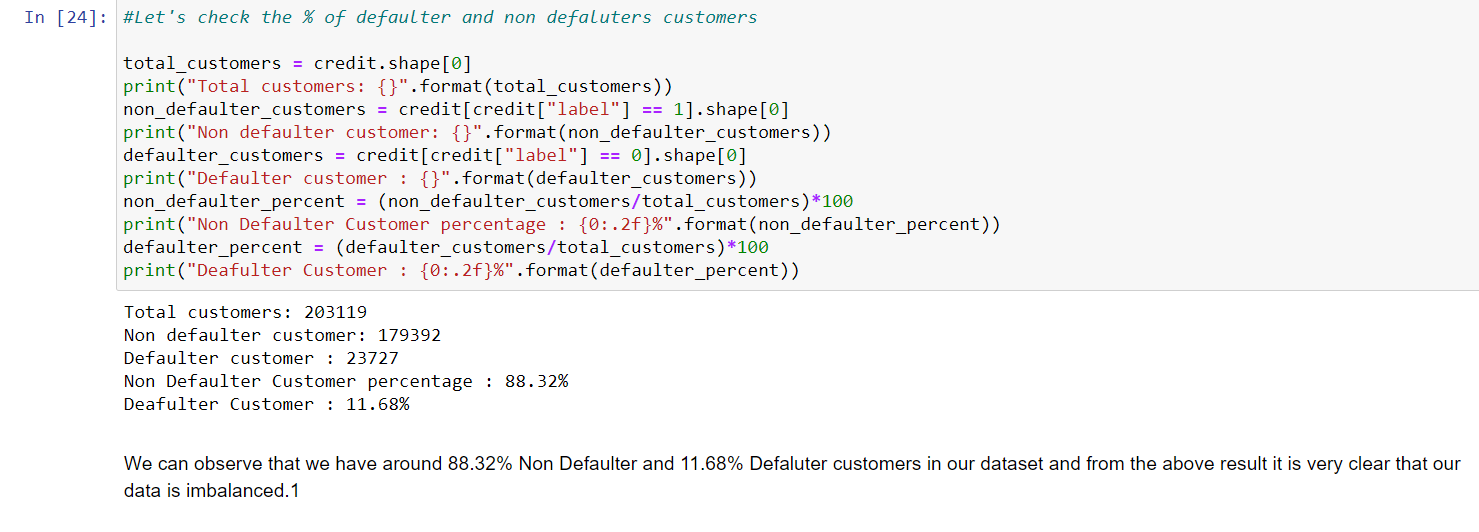 In [24]: #Let's check the % of defaulter and non defaluters customers
total_customers = credit.shape[0]
print("Total customers: {}".format(total_customers))
non_defaulter_customers = credit[credit["label"] == 1].shape[0]
print("Non defaulter customer: {}".format(non_defaulter_customers))
defaulter_customers = credit[credit["label"] == 0].shape[0]
print("Defaulter customer : {}".format(defaulter_customers))
non_defaulter_percent = (non_defaulter_customers/total_customers)*100
print("Non Defaulter Customer percentage : {0:.2f}%".format(non_defaulter_percent))
defaulter_percent = (defaulter_customers/total_customers)*100
print("Deafulter Customer : {0:.2f}%".format(defaulter_percent))
Total customers: 203119
Non defaulter customer: 179392
Defaulter customer : 23727
Non Defaulter Customer percentage : 88.32%
Deafulter Customer : 11.68%
We can observe that we have around 88.32% Non Defaulter and 11.68% Defaluter customers in our dataset and from the above result it is very clear that our
data is imbalanced.1